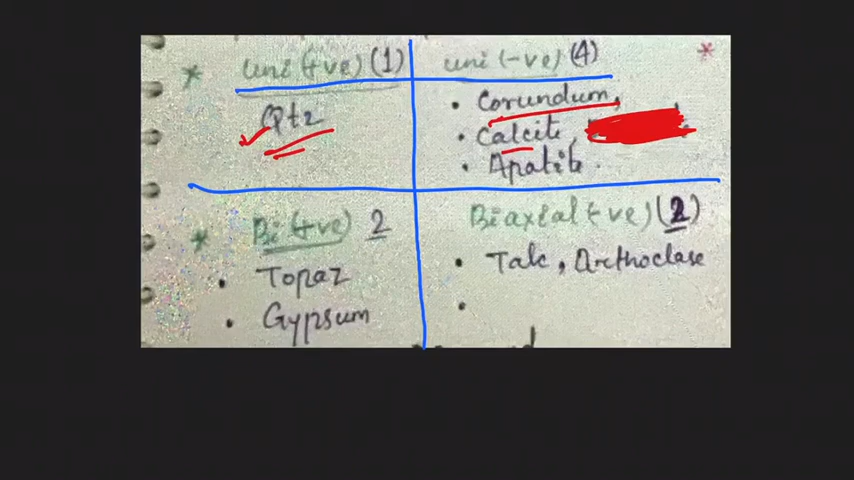 * uni (+ve) (1)
Qtz
uni (-ve) (4) *
• Corundum,
• Calcite,
• Apatite.
* Bi (+ve) 2
• Topaz
• Gypsum
Biaxial (-ve) (2)
• Talc, Orthoclase
•